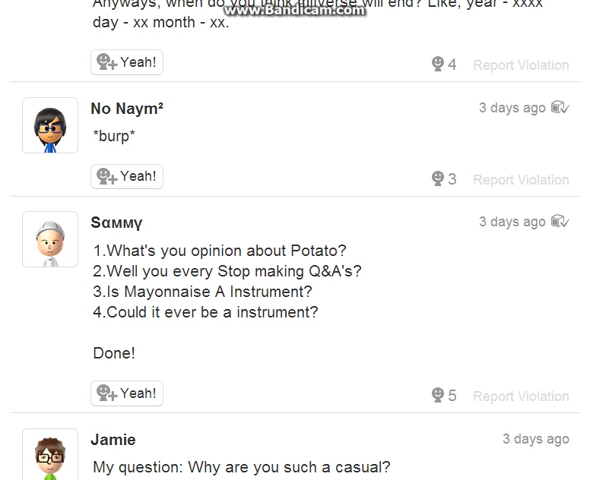 Anyways, when do you think miiverse will end? Like, year - xxxx
www.Bandicam.com
day - xx month - xx.
Yeah! 4 Report Violation
No Naym² 3 days ago
*burp*
Yeah! 3 Report Violation
Sαммγ 3 days ago
1.What's you opinion about Potato?
2.Well you every Stop making Q&A's?
3.Is Mayonnaise A Instrument?
4.Could it ever be a instrument?
Done!
Yeah! 5 Report Violation
Jamie 3 days ago
My question: Why are you such a casual?